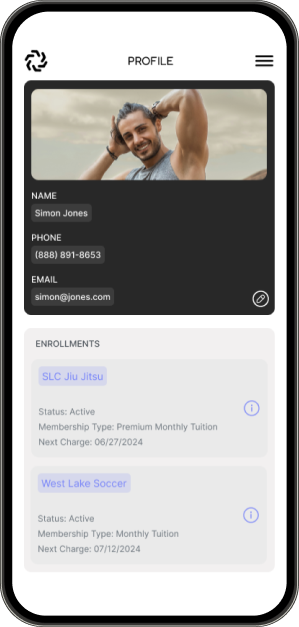 PROFILE
NAME
Simon Jones
PHONE
(888) 891-8653
EMAIL
simon@jones.com
ENROLLMENTS
SLC Jiu Jitsu
Status: Active
Membership Type: Premium Monthly Tuition
Next Charge: 06/27/2024
West Lake Soccer
Status: Active
Membership Type: Monthly Tuition
Next Charge: 07/12/2024